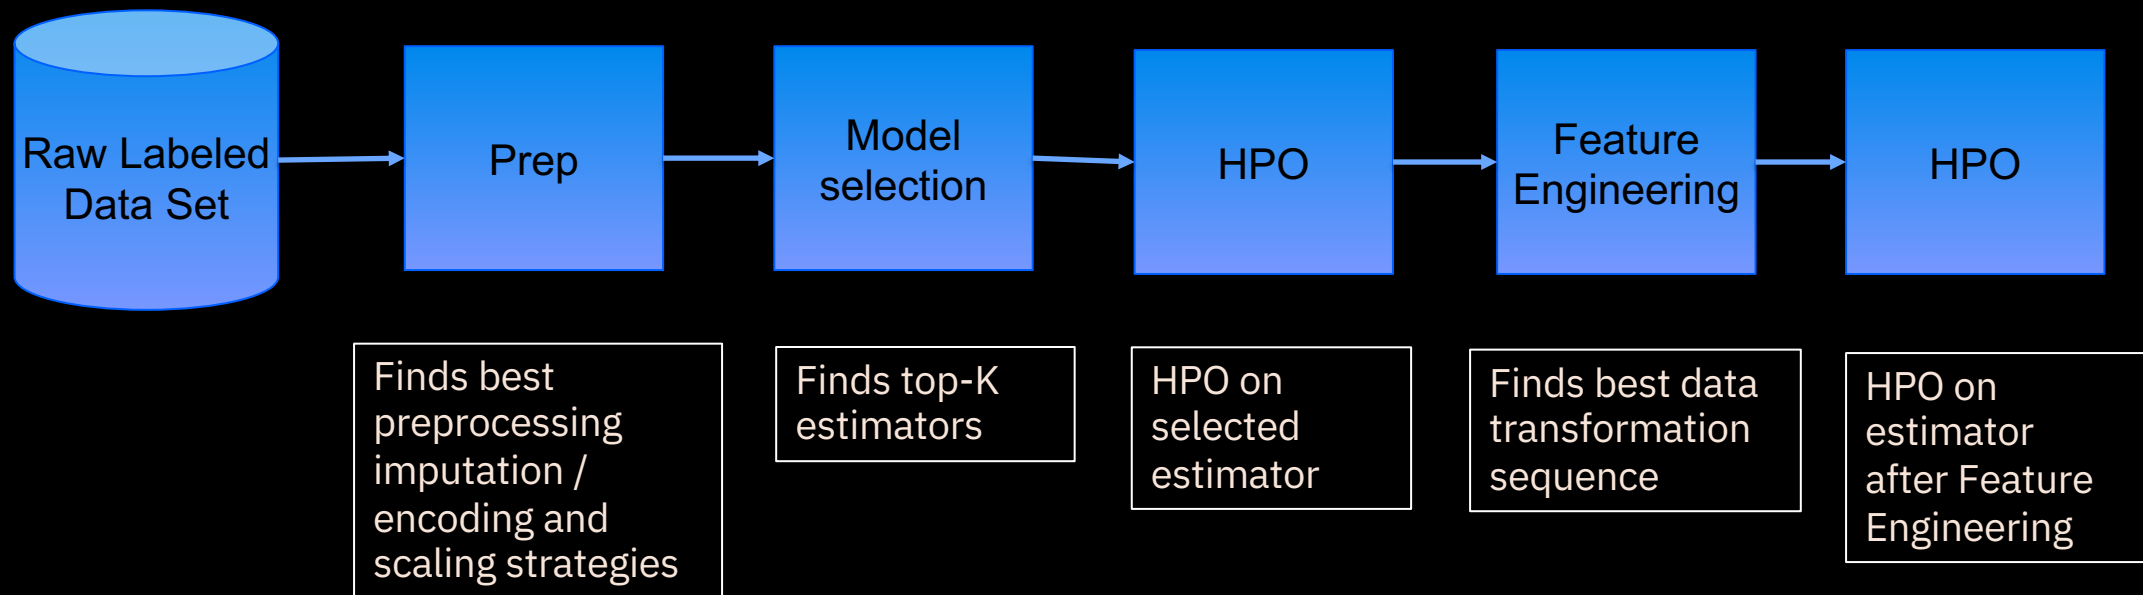 Raw Labeled
Data Set
Prep
Model
selection
HPO
Feature
Engineering
HPO
Finds best
preprocessing
imputation /
encoding and
scaling strategies
Finds top-K
estimators
HPO on
selected
estimator
Finds best data
transformation
sequence
HPO on
estimator
after Feature
Engineering